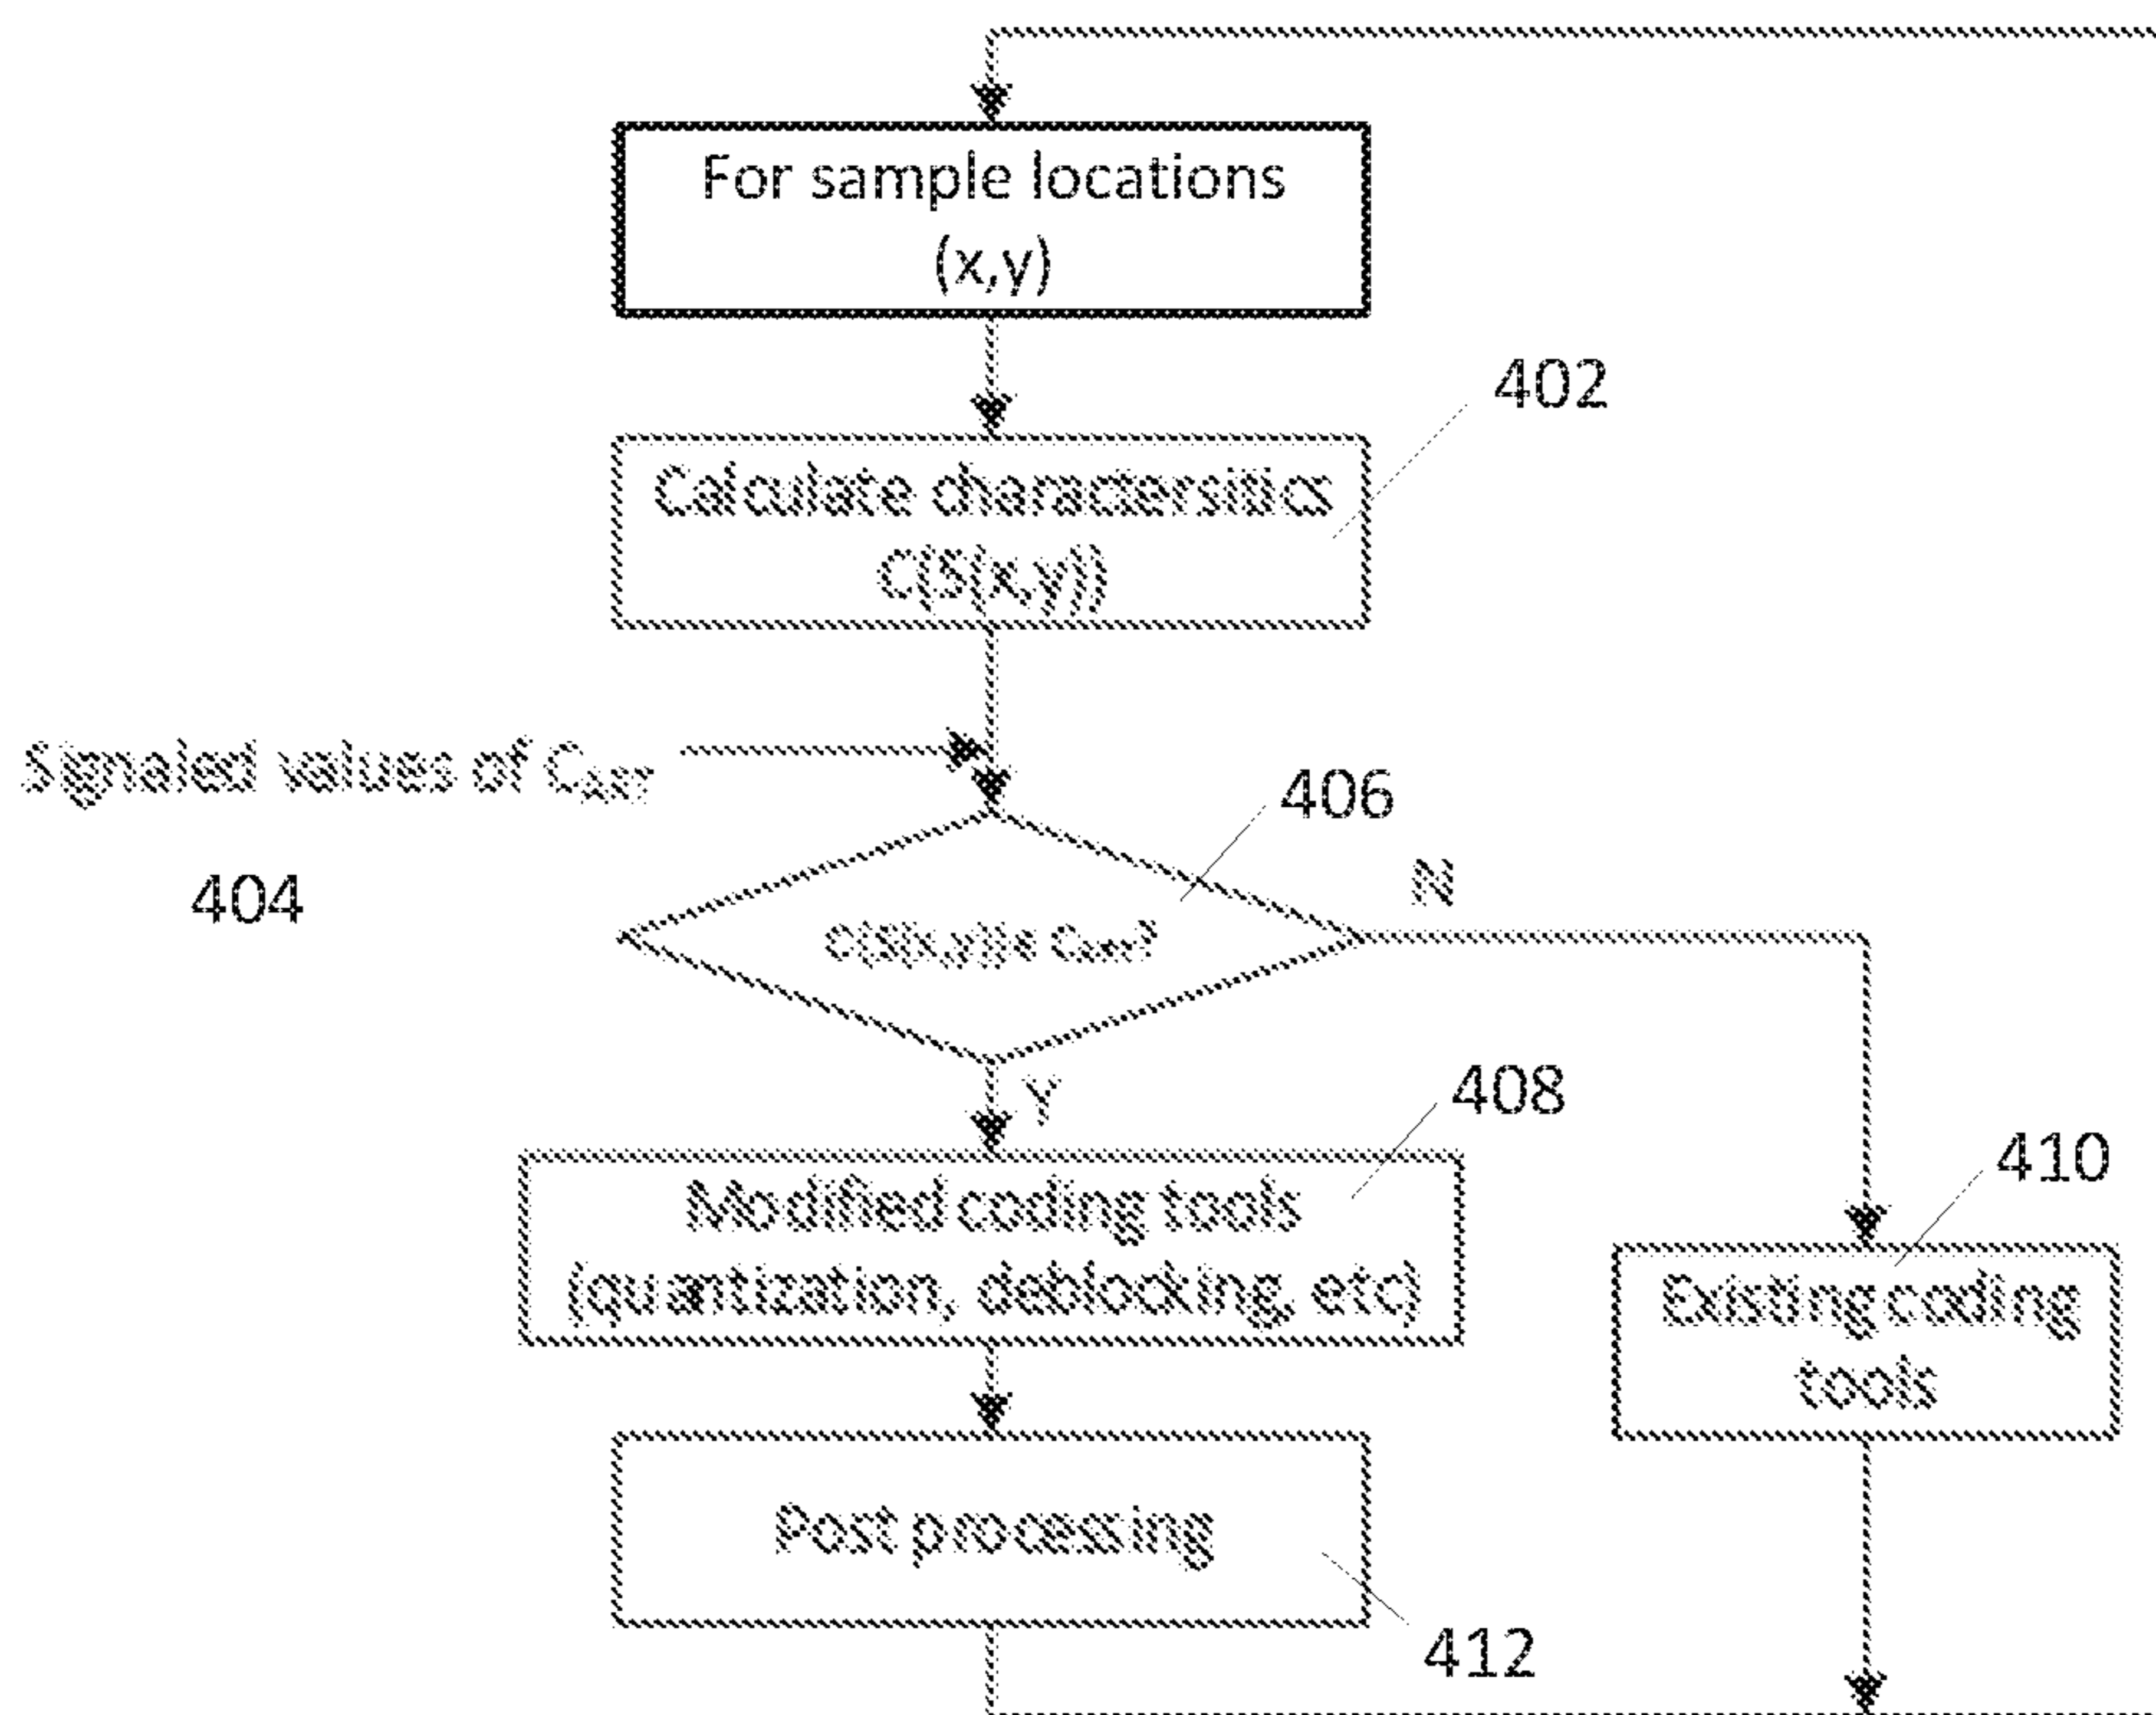 For sample locations
(x,y)
402
Calculate charactersitics
C(S(x,y))
Signaled values of C
404
406
N
Y
408
Modified coding tools
(quantization, deblocking, etc)
410
Existing coding
tools
Post processing
412